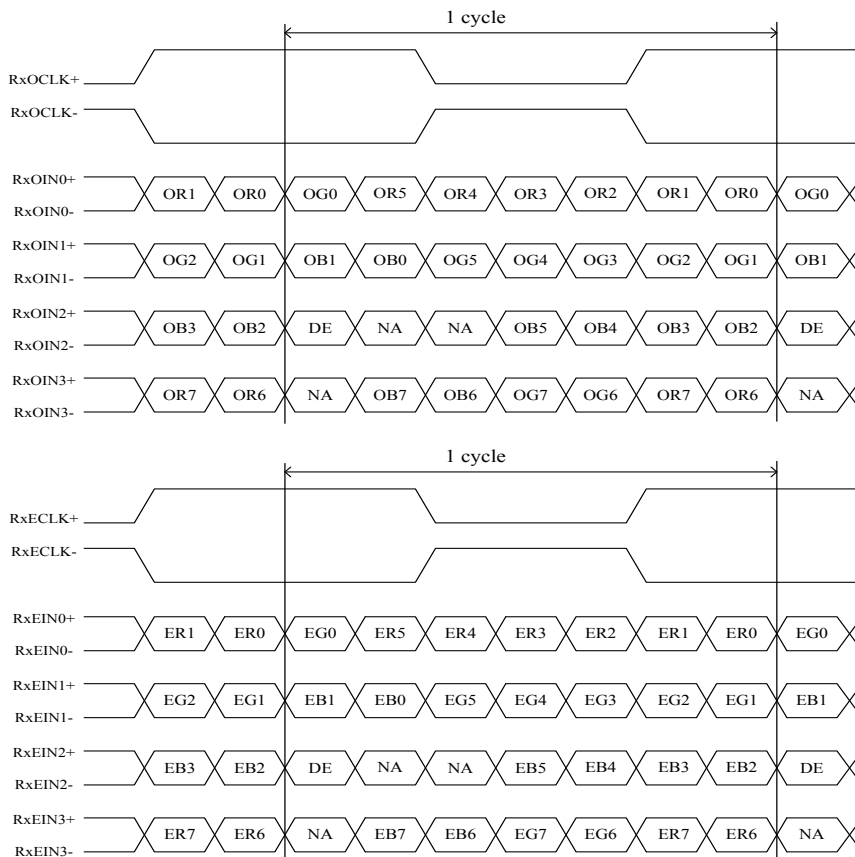 1 cycle
RxOCLK+
RxOCLK-
RxOIN0+
OR1 OR0 OG0 OR5 OR4 OR3 OR2 OR1 OR0 OG0
RxOIN0-
RxOIN1+
OG2 OG1 OB1 OB0 OG5 OG4 OG3 OG2 OG1 OB1
RxOIN1-
RxOIN2+
OB3 OB2 DE NA NA OB5 OB4 OB3 OB2 DE
RxOIN2-
RxOIN3+
OR7 OR6 NA OB7 OB6 OG7 OG6 OR7 OR6 NA
RxOIN3-
1 cycle
RxECLK+
RxECLK-
RxEIN0+
ER1 ER0 EG0 ER5 ER4 ER3 ER2 ER1 ER0 EG0
RxEIN0-
RxEIN1+
EG2 EG1 EB1 EB0 EG5 EG4 EG3 EG2 EG1 EB1
RxEIN1-
RxEIN2+
EB3 EB2 DE NA NA EB5 EB4 EB3 EB2 DE
RxEIN2-
RxEIN3+
ER7 ER6 NA EB7 EB6 EG7 EG6 ER7 ER6 NA
RxEIN3-